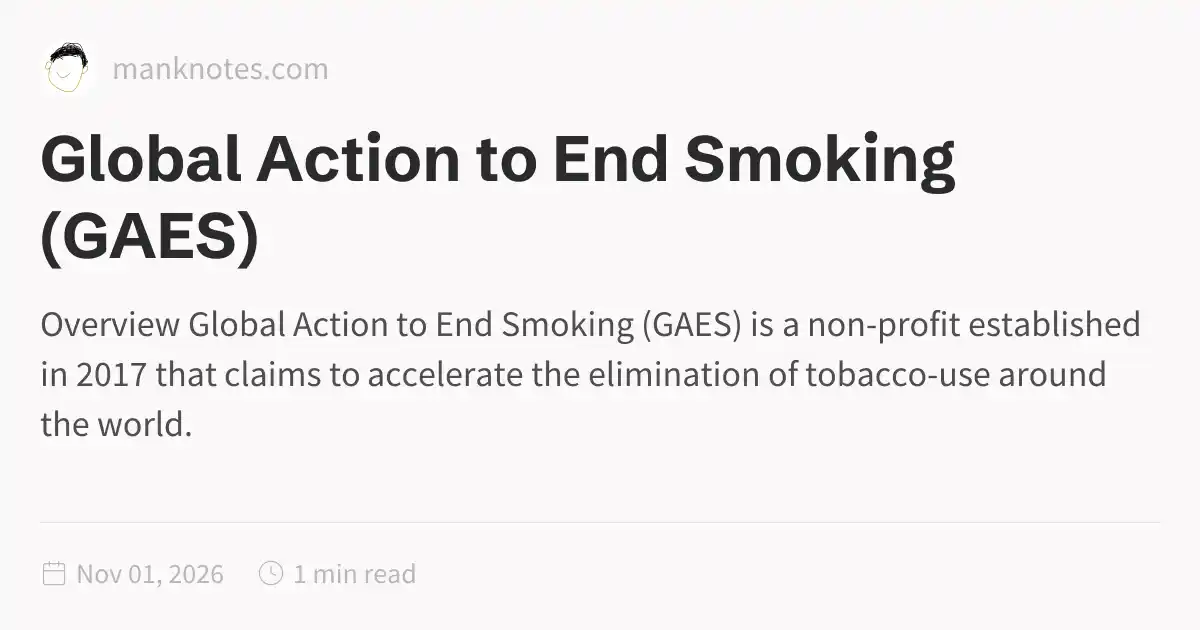 manknotes.com
Global Action to End Smoking
(GAES)
Overview Global Action to End Smoking (GAES) is a non-profit established
in 2017 that claims to accelerate the elimination of tobacco-use around
the world.
Nov 01, 2026 1 min read